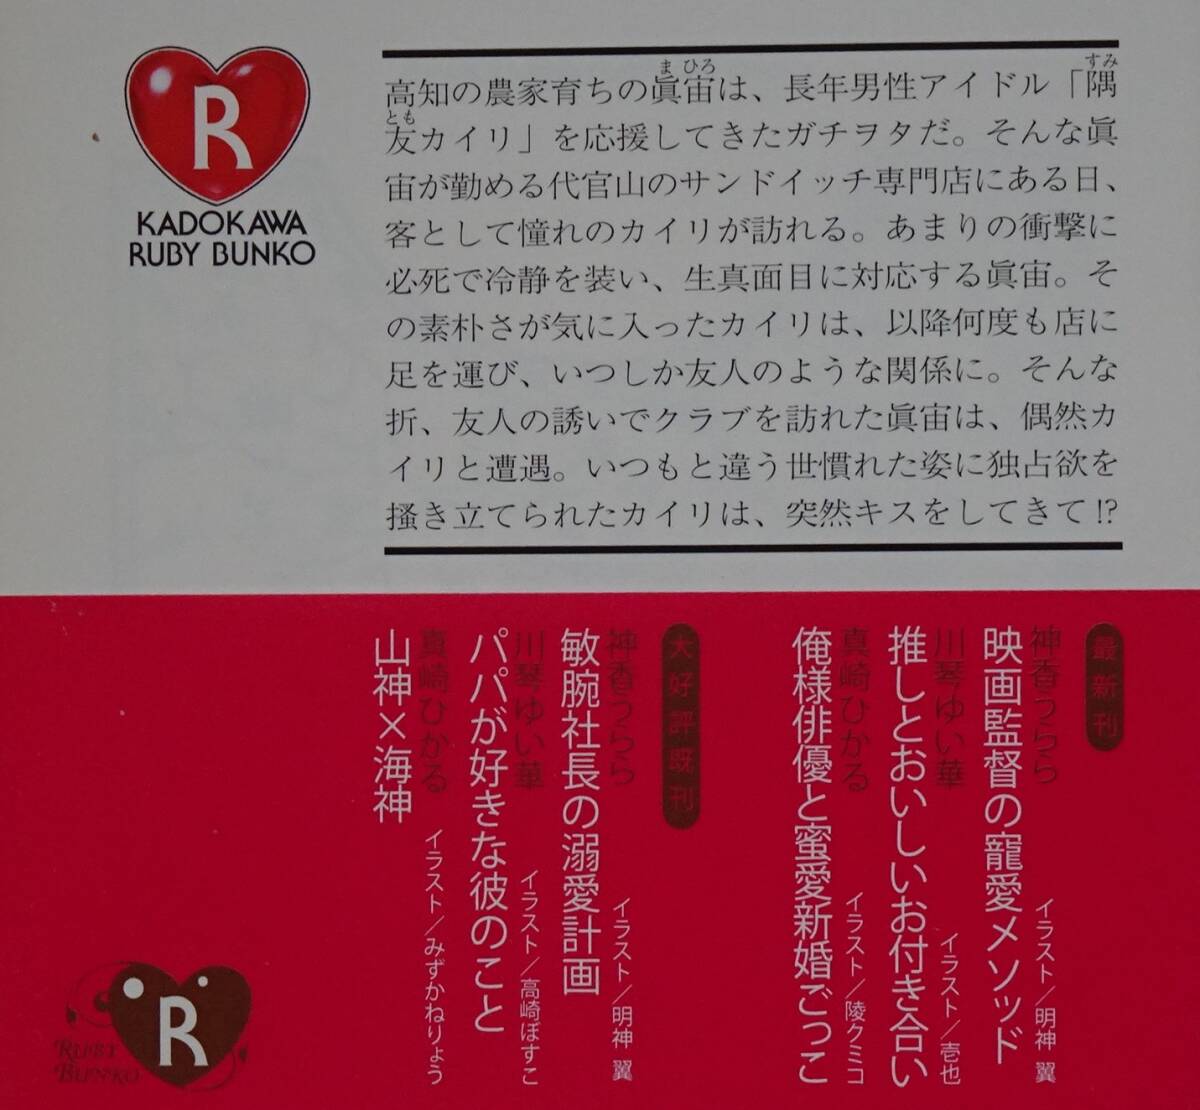 R
KADOKAWA
RUBY BUNKO
高知の農家育ちの眞宙は、長年男性アイドル「隅
友カイリ」を応援してきたガチヲタだ。そんな眞
宙が勤める代官山のサンドイッチ専門店にある日、
客として憧れのカイリが訪れる。あまりの衝撃に
必死で冷静を装い、生真面目に対応する眞宙。そ
の素朴さが気に入ったカイリは、以降何度も店に
足を運び、いつしか友人のような関係に。そんな
折、友人の誘いでクラブを訪れた眞宙は、偶然カ
イリと遭遇。いつもと違う世慣れた姿に独占欲を
掻き立てられたカイリは、突然キスをしてきて!?
まひろ
すみ
とも
最新刊
神香うらら
映画監督の寵愛メソッド
イラスト/明神 翼
川琴ゆい華
推しとおいしいお付き合い
イラスト/壱也
真崎ひかる
俺様俳優と蜜愛新婚ごっこ
イラスト/陵クミコ
大好評既刊
神香うらら
敏腕社長の溺愛計画
イラスト/明神 翼
川琴ゆい華
パパが好きな彼のこと
イラスト/高崎ぼすこ
真崎ひかる
山神×海神
イラスト/みずかねりょう
R
RUBY
BUNKO